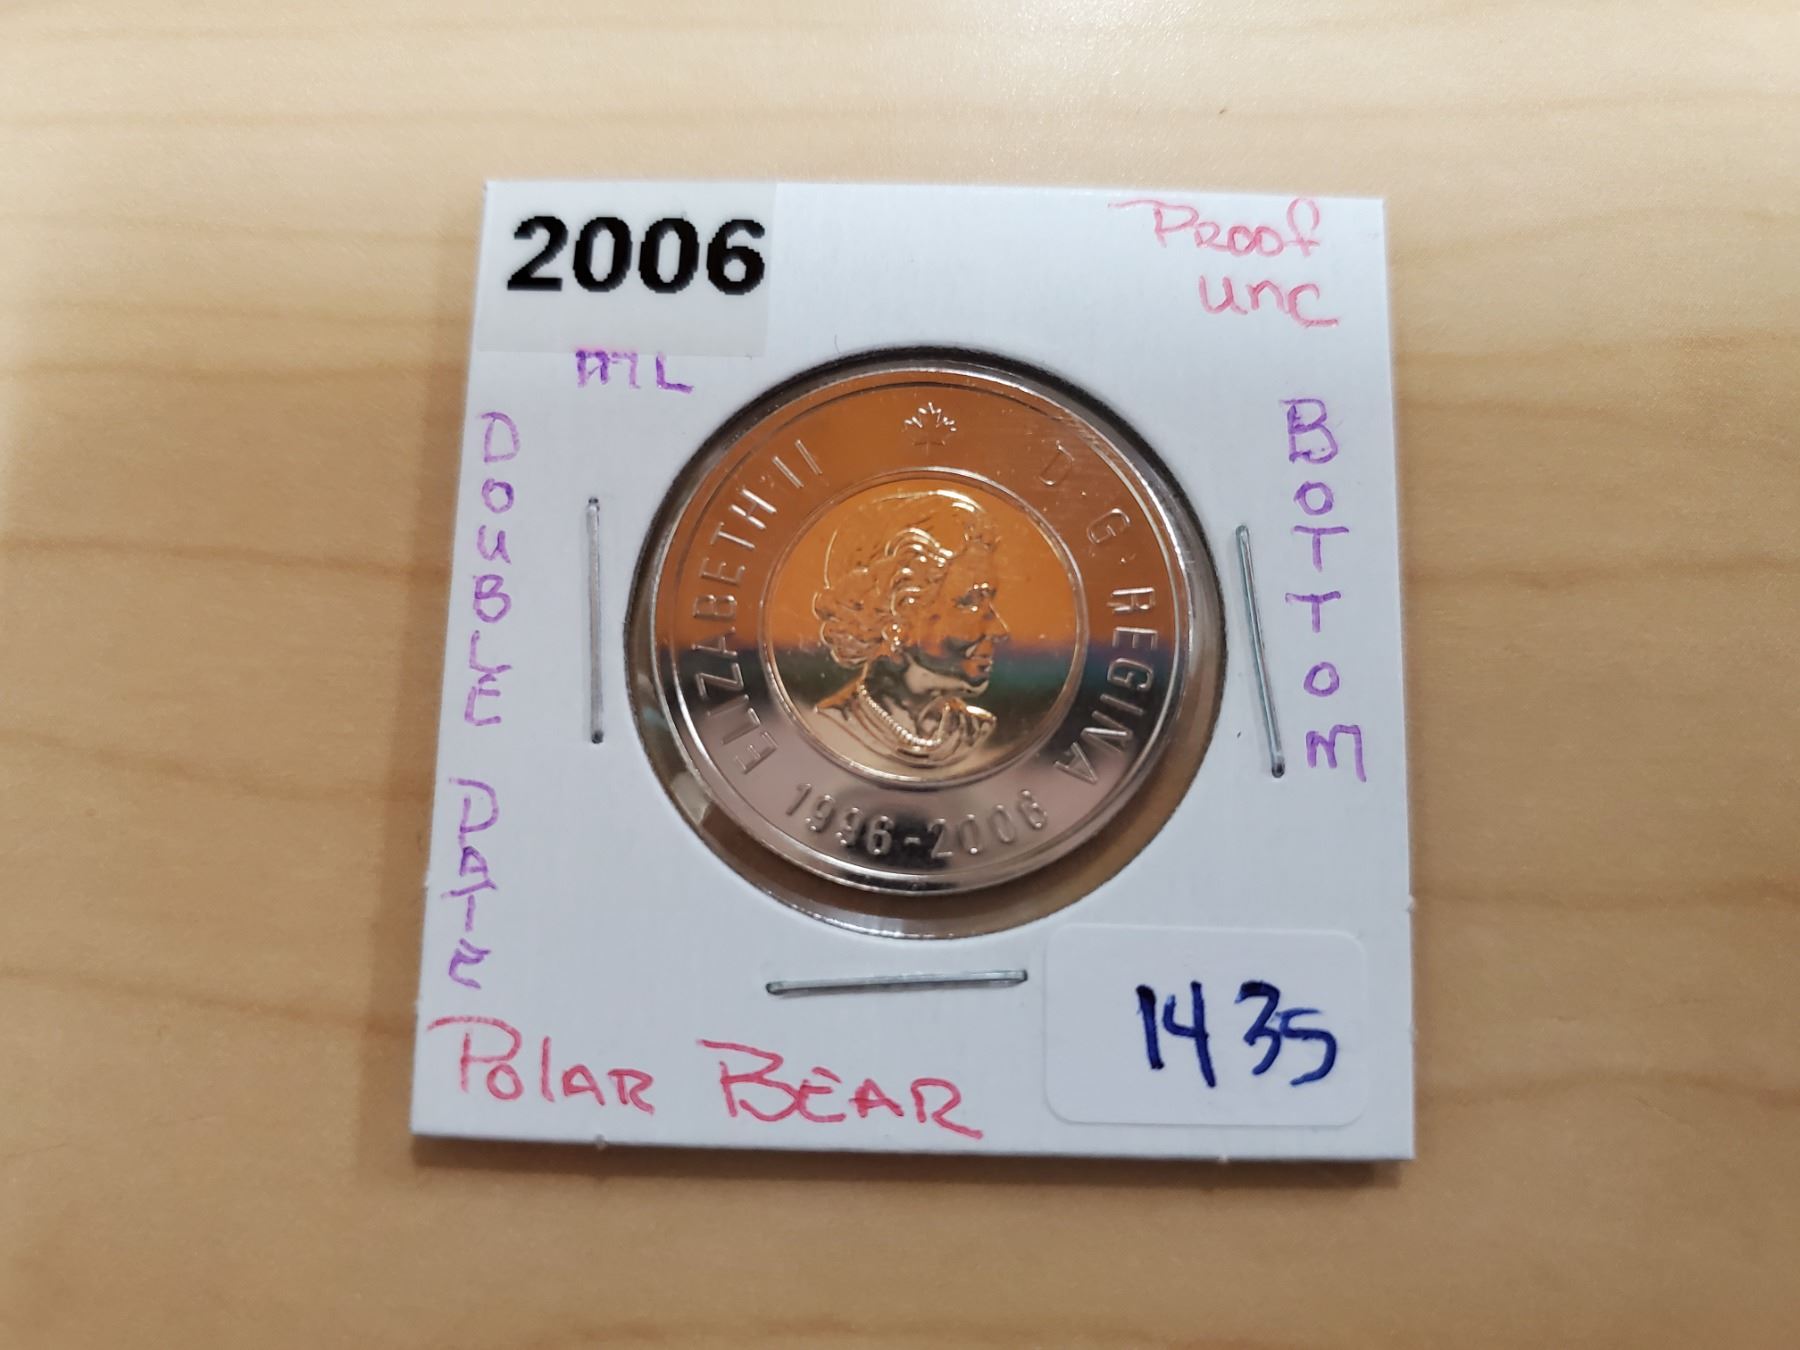 2006
Proof
unc
ML
DOUBLE DATE
BOTTOM
ELIZABETH II D·G·REGINA
1996-2006
POLAR BEAR
1435